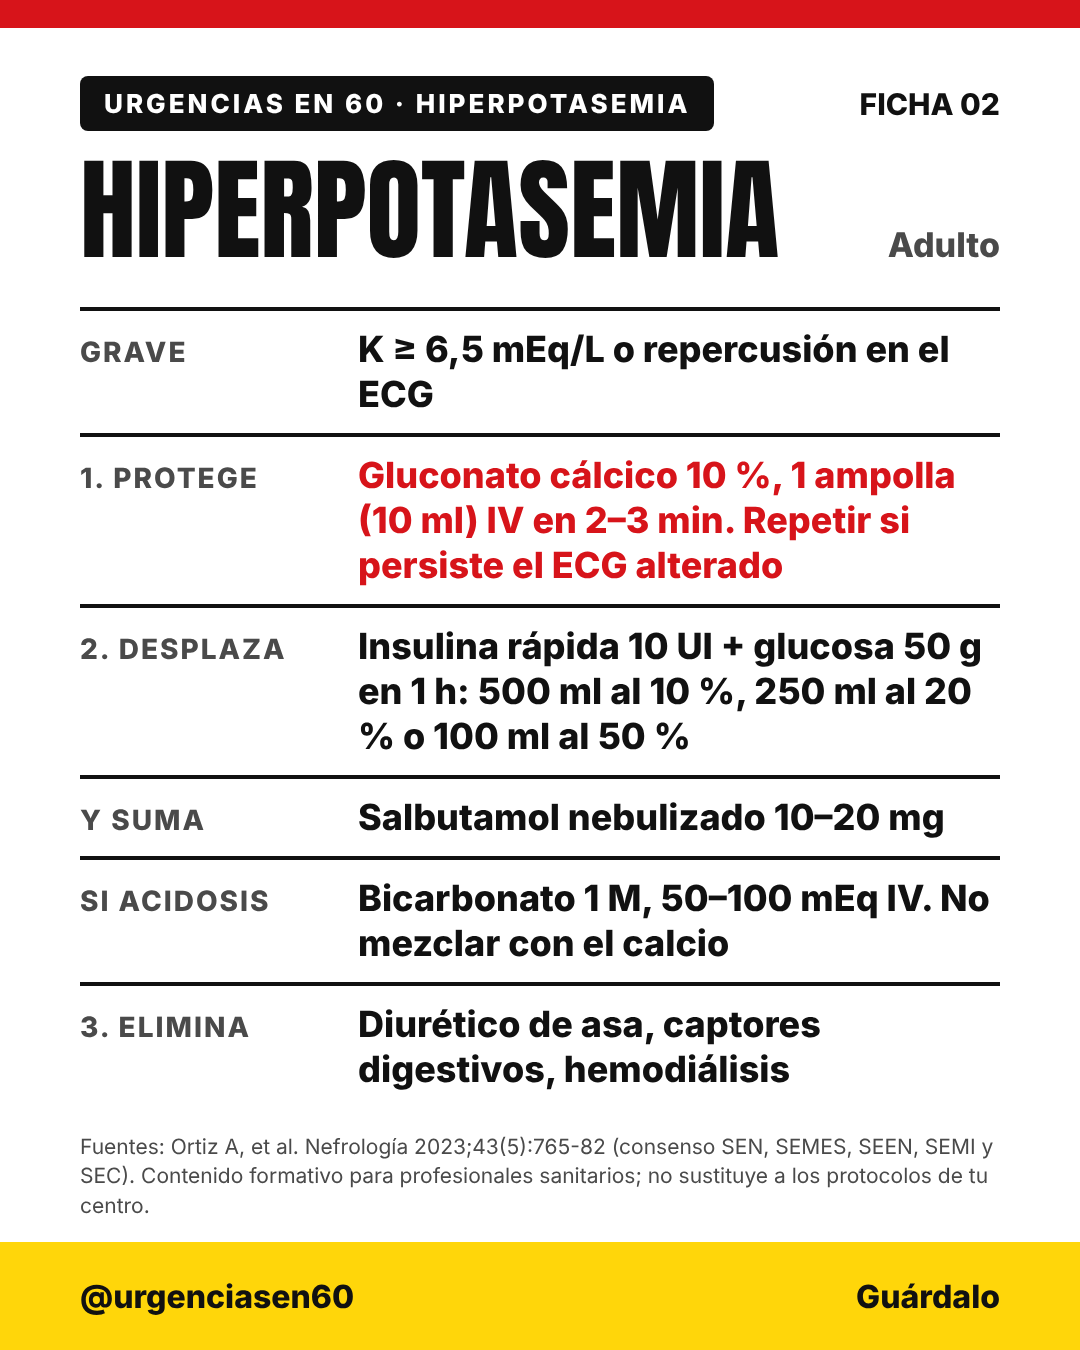 URGENCIAS EN 60 · HIPERPOTASEMIA
FICHA 02
HIPERPOTASEMIA
Adulto
GRAVE
K ≥ 6,5 mEq/L o repercusión en el
ECG
1. PROTEGE
Gluconato cálcico 10 %, 1 ampolla
(10 ml) IV en 2–3 min. Repetir si
persiste el ECG alterado
2. DESPLAZA
Insulina rápida 10 UI + glucosa 50 g
en 1 h: 500 ml al 10 %, 250 ml al 20
% o 100 ml al 50 %
Y SUMA
Salbutamol nebulizado 10–20 mg
SI ACIDOSIS
Bicarbonato 1 M, 50–100 mEq IV. No
mezclar con el calcio
3. ELIMINA
Diurético de asa, captores
digestivos, hemodiálisis
Fuentes: Ortiz A, et al. Nefrología 2023;43(5):765-82 (consenso SEN, SEMES, SEEN, SEMI y
SEC). Contenido formativo para profesionales sanitarios; no sustituye a los protocolos de tu
centro.
@urgenciasen60
Guárdalo